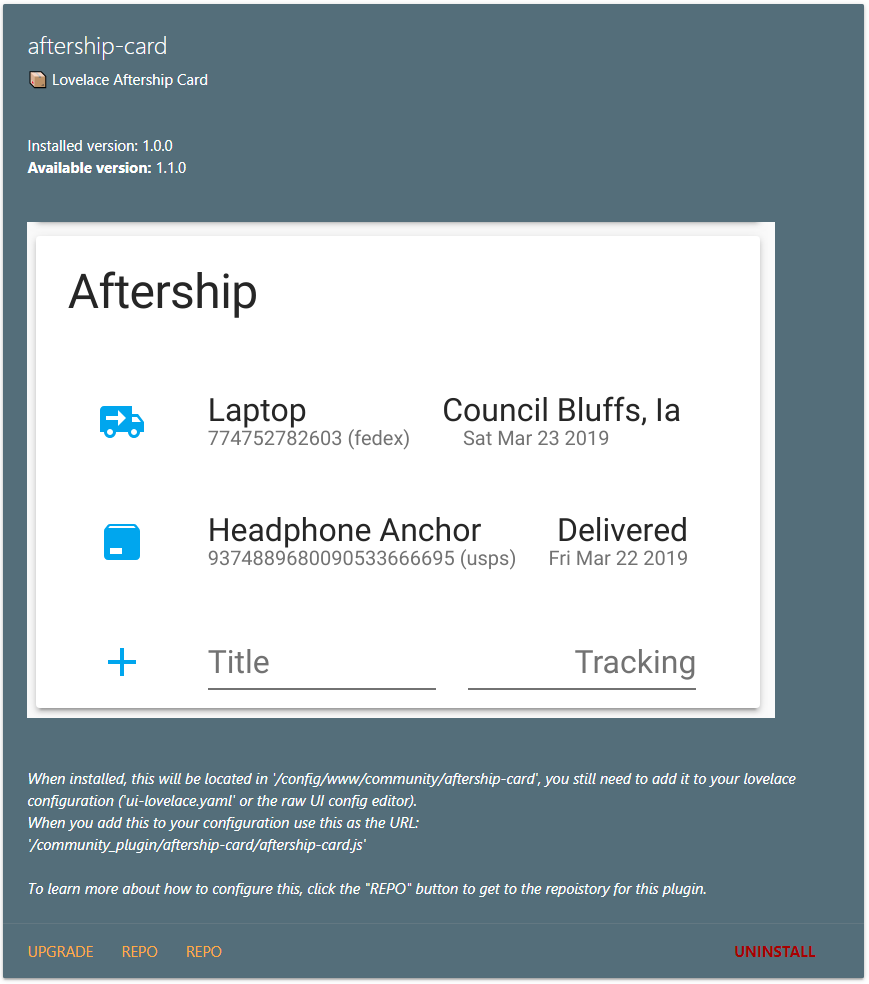 aftership-card
Lovelace Aftership Card
Installed version: 1.0.0
Available version: 1.1.0
Aftership
Laptop Council Bluffs, Ia
774752782603 (fedex) Sat Mar 23 2019
Headphone Anchor Delivered
9374889680090533666695 (usps) Fri Mar 22 2019
Title Tracking
When installed, this will be located in '/config/www/community/aftership-card', you still need to add it to your lovelace
configuration ('ui-lovelace.yaml' or the raw UI config editor).
When you add this to your configuration use this as the URL:
'/community_plugin/aftership-card/aftership-card.js'
To learn more about how to configure this, click the "REPO" button to get to the repoistory for this plugin.
UPGRADE REPO REPO UNINSTALL